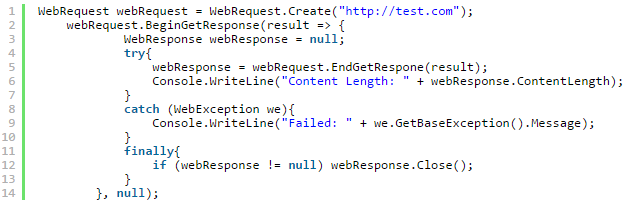 1 WebRequest webRequest = WebRequest.Create("http://test.com");
2 webRequest.BeginGetResponse(result => {
3 WebResponse webResponse = null;
4 try{
5 webResponse = webRequest.EndGetRespone(result);
6 Console.WriteLine("Content Length: " + webResponse.ContentLength);
7 }
8 catch (WebException we){
9 Console.WriteLine("Failed: " + we.GetBaseException().Message);
10 }
11 finally{
12 if (webResponse != null) webResponse.Close();
13 }
14 }, null);